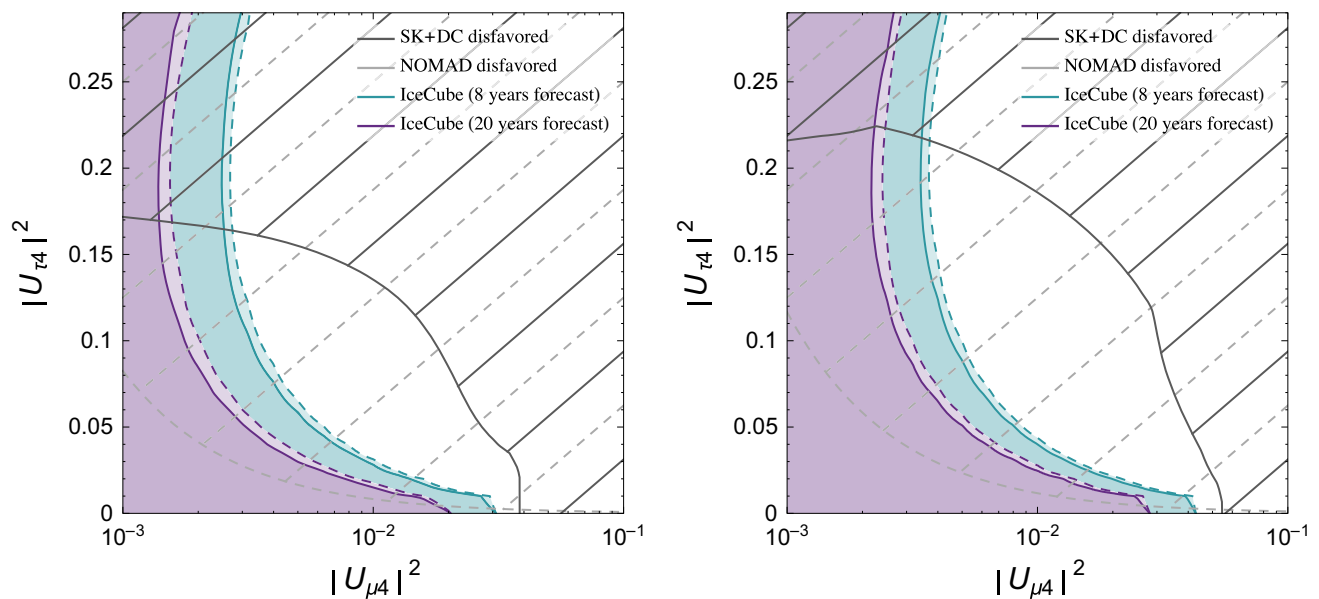 SK+DC disfavored
NOMAD disfavored
IceCube (8 years forecast)
IceCube (20 years forecast)
0.25
0.2
0.15
0.1
0.05
0
10⁻³
10⁻²
10⁻¹
|Uτ4|²
|Uμ4|²
SK+DC disfavored
NOMAD disfavored
IceCube (8 years forecast)
IceCube (20 years forecast)
0.25
0.2
0.15
0.1
0.05
0
10⁻³
10⁻²
10⁻¹
|Uτ4|²
|Uμ4|²